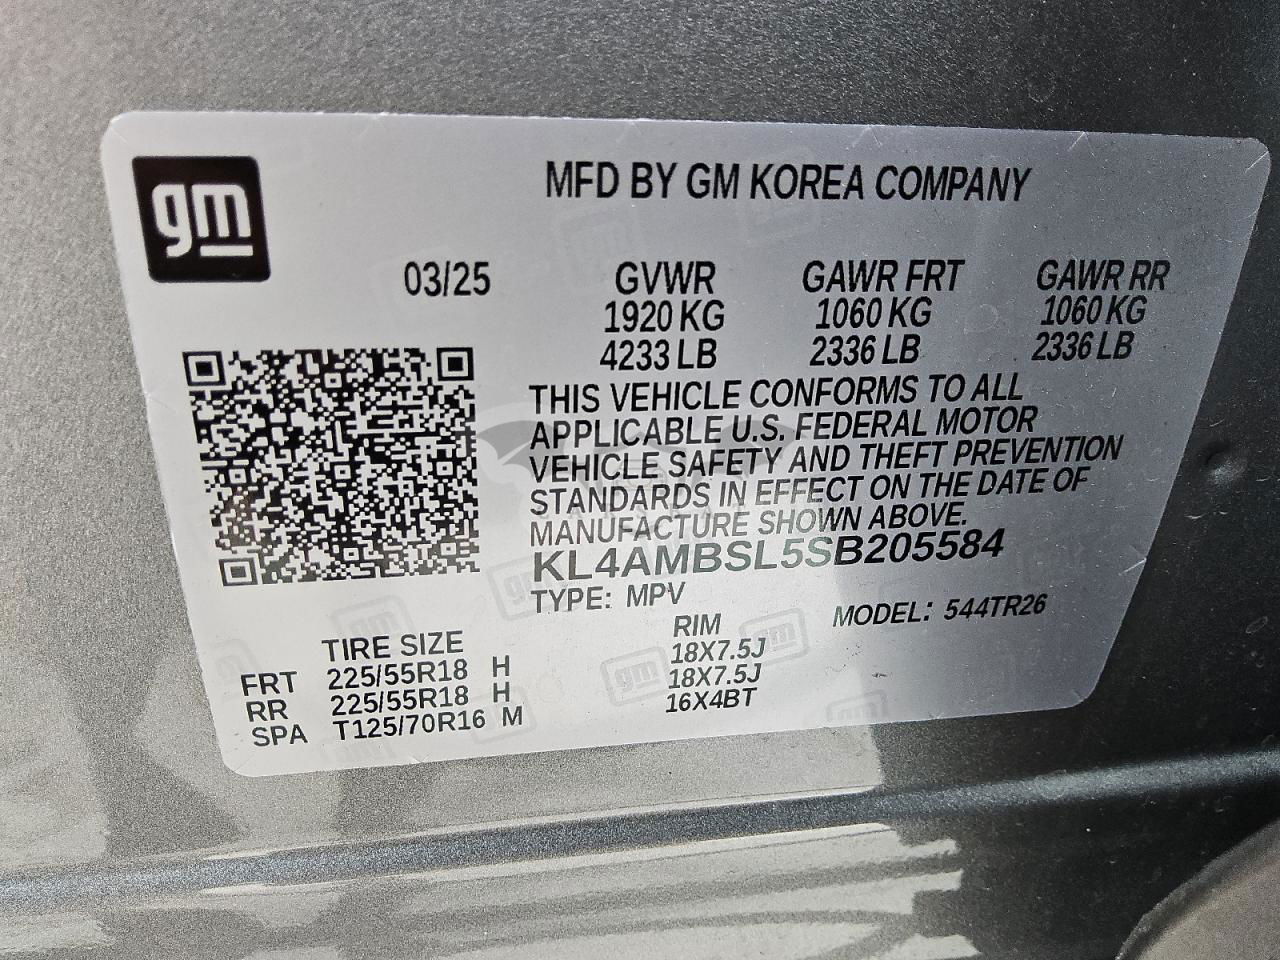 gm
MFD BY GM KOREA COMPANY
03/25 GVWR GAWR FRT GAWR RR
1920 KG 1060 KG 1060 KG
4233 LB 2336 LB 2336 LB
THIS VEHICLE CONFORMS TO ALL
APPLICABLE U.S. FEDERAL MOTOR
VEHICLE SAFETY AND THEFT PREVENTION
STANDARDS IN EFFECT ON THE DATE OF
MANUFACTURE SHOWN ABOVE.
KL4AMBSL5SB205584
TYPE: MPV MODEL: 544TR26
TIRE SIZE RIM
FRT 225/55R18 H 18X7.5J
RR 225/55R18 H 18X7.5J
SPA T125/70R16 M 16X4BT